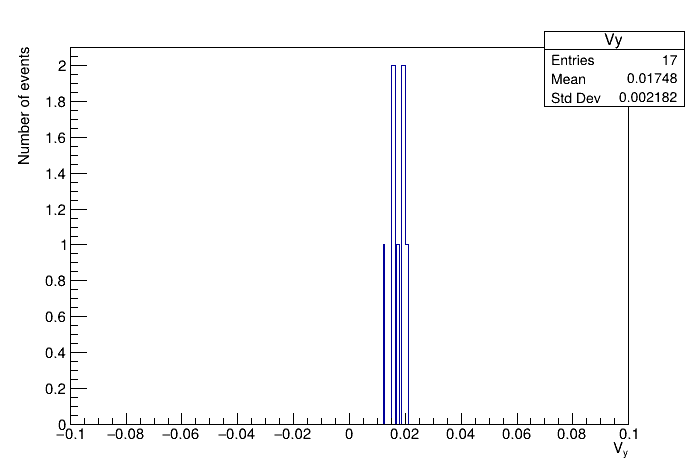 Vy
Entries 17
Mean 0.01748
Std Dev 0.002182
Number of events
2
1.8
1.6
1.4
1.2
1
0.8
0.6
0.4
0.2
0
−0.1 −0.08 −0.06 −0.04 −0.02 0 0.02 0.04 0.06 0.08 0.1
Vy